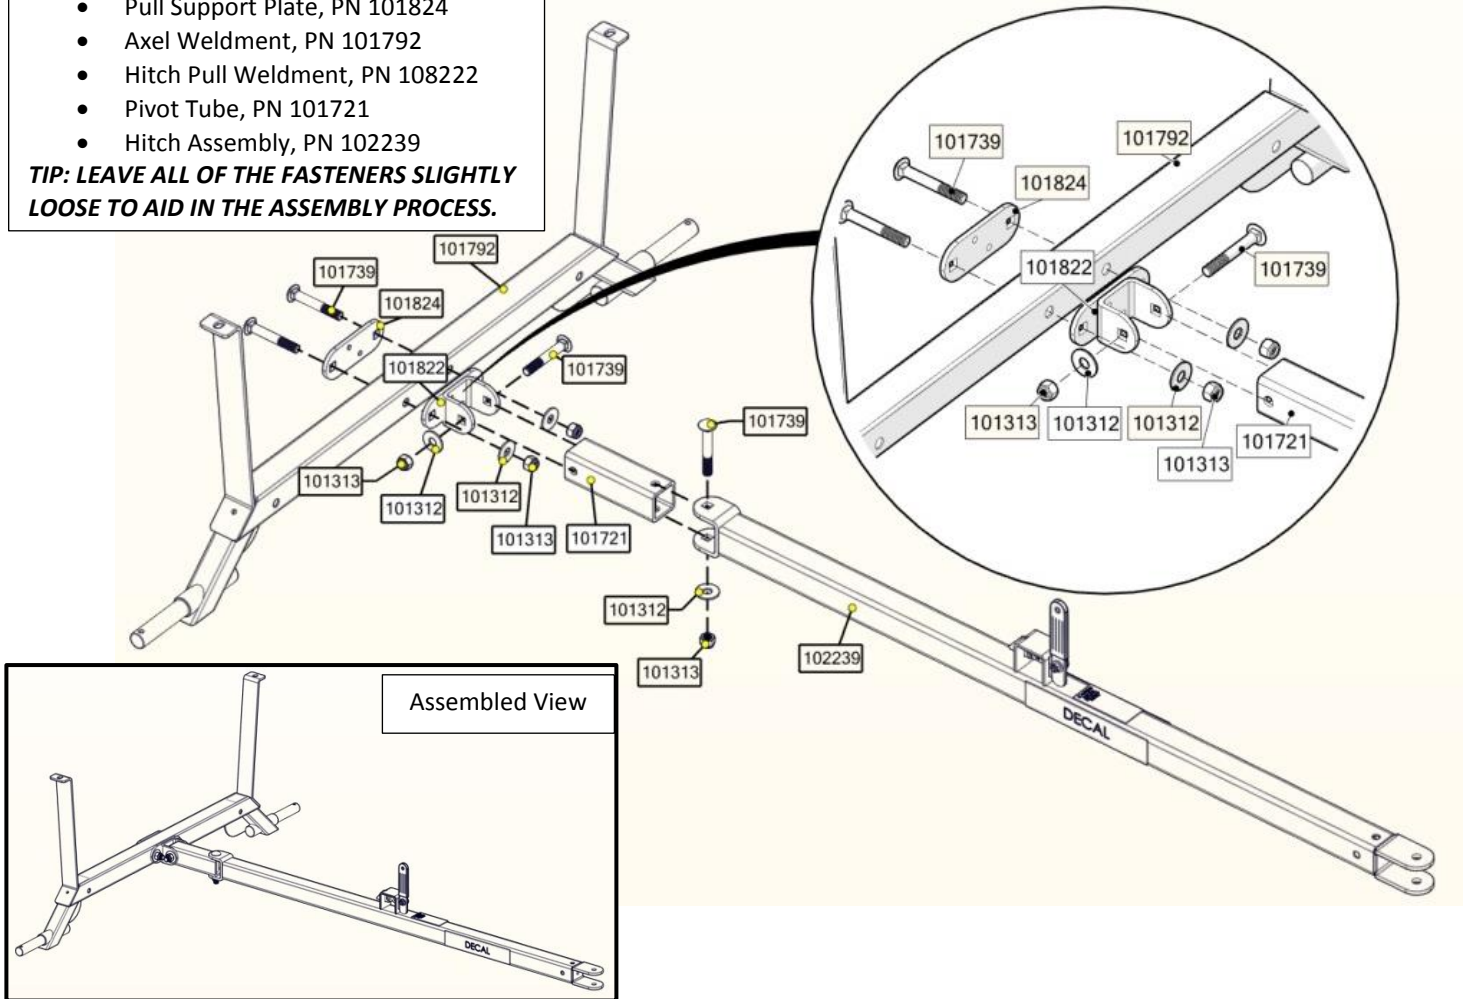 • Pull Support Plate, PN 101824
• Axel Weldment, PN 101792
• Hitch Pull Weldment, PN 108222
• Pivot Tube, PN 101721
• Hitch Assembly, PN 102239
TIP: LEAVE ALL OF THE FASTENERS SLIGHTLY
LOOSE TO AID IN THE ASSEMBLY PROCESS.
101792
101739
101824
101822
101739
101313
101312
101312
101313
101721
101739
101312
101313
102239
DECAL
101739
101792
101824
101822
101739
101313
101312
101312
101313
101721
Assembled View
DECAL